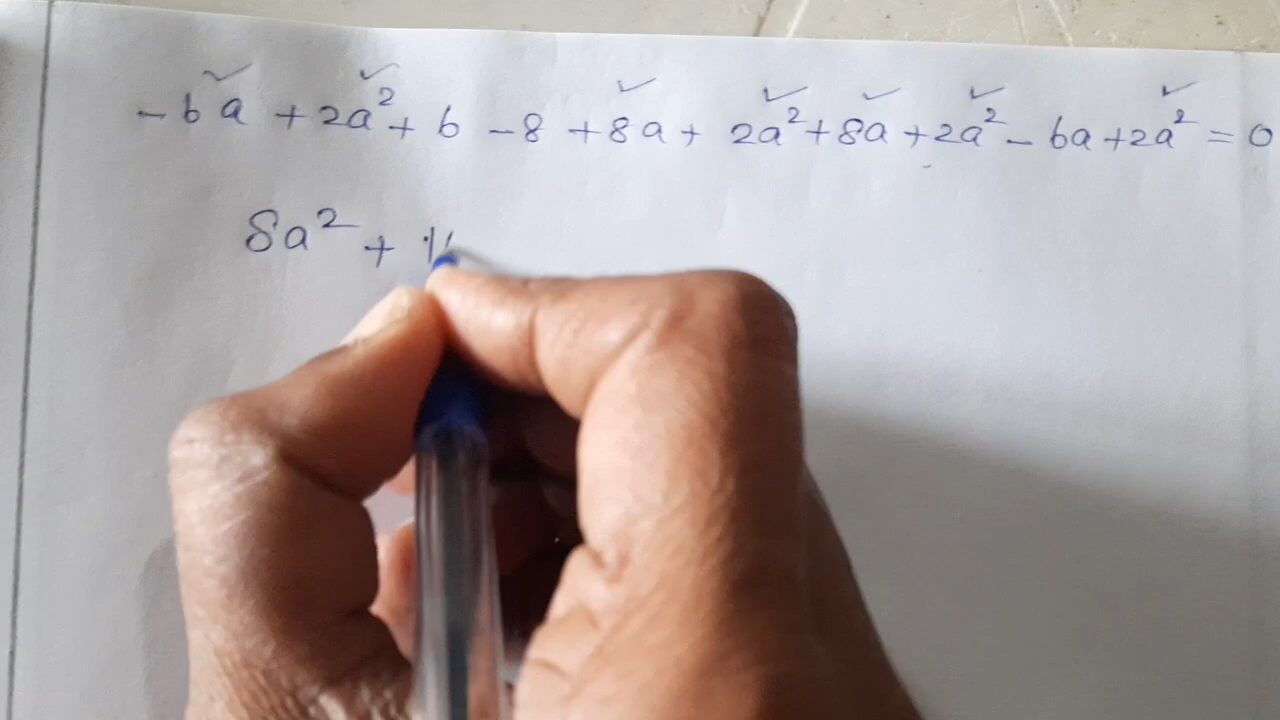 -6a +2a²+ 6 -8 +8a+ 2a²+8a+2a²- 6a+2a² = 0
8a² +